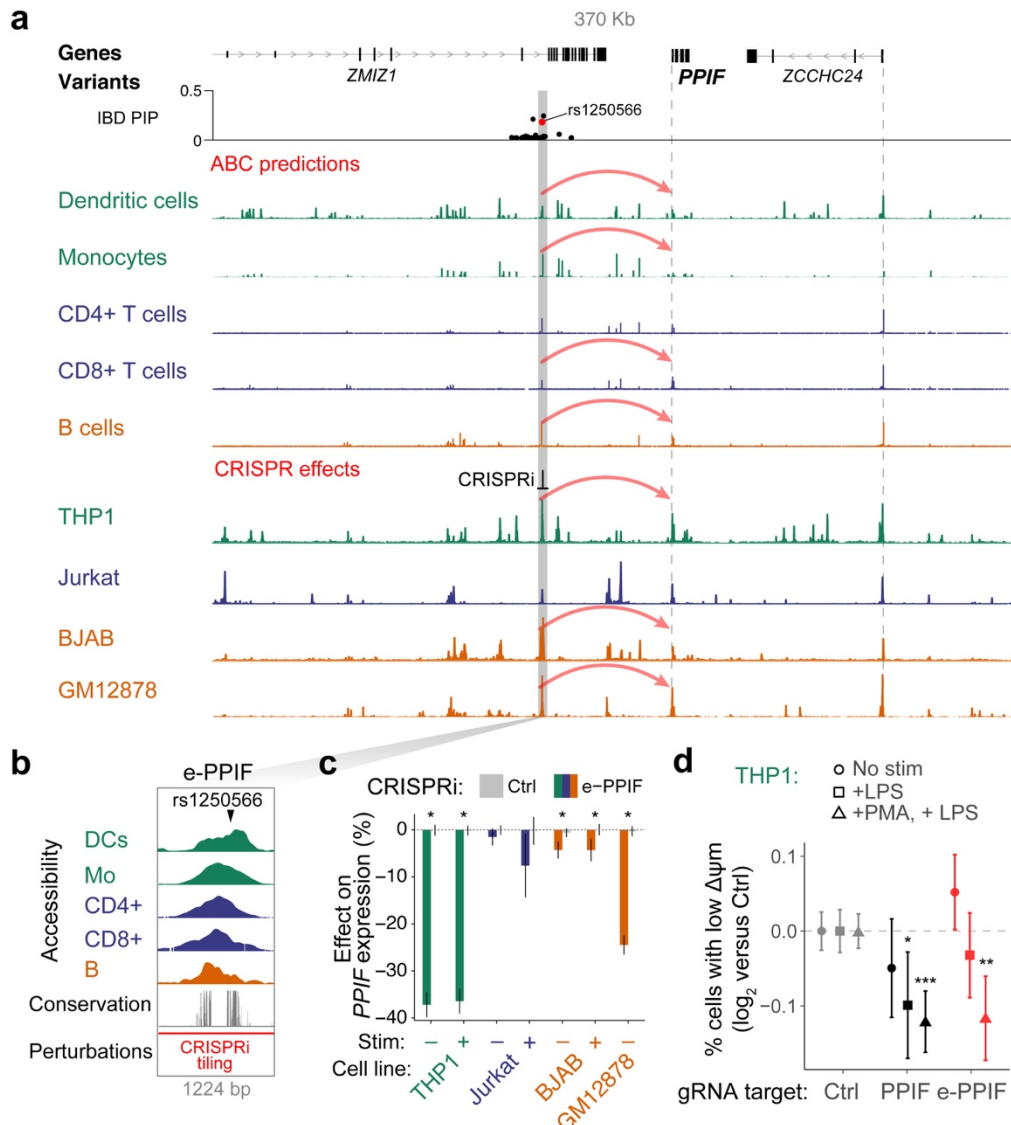 a
370 Kb
Genes
ZMIZ1
PPIF
ZCCHC24
Variants
0.5
IBD PIP
rs1250566
0
ABC predictions
Dendritic cells
Monocytes
CD4+ T cells
CD8+ T cells
B cells
CRISPR effects
CRISPRi
THP1
Jurkat
BJAB
GM12878
b
e-PPIF
rs1250566
Accessibility
DCs
Mo
CD4+
CD8+
B
Conservation
Perturbations
CRISPRi
tiling
1224 bp
c
CRISPRi:
Ctrl
e−PPIF
* * * * *
Effect on
PPIF expression (%)
0
−10
−20
−30
−40
Stim: − + − + − + −
Cell line:
THP1
Jurkat
BJAB
GM12878
d
THP1:
No stim
+LPS
+PMA, + LPS
% cells with low Δψm
(log2 versus Ctrl)
0.1
0.0
−0.1
*
***
**
gRNA target: Ctrl PPIF e-PPIF